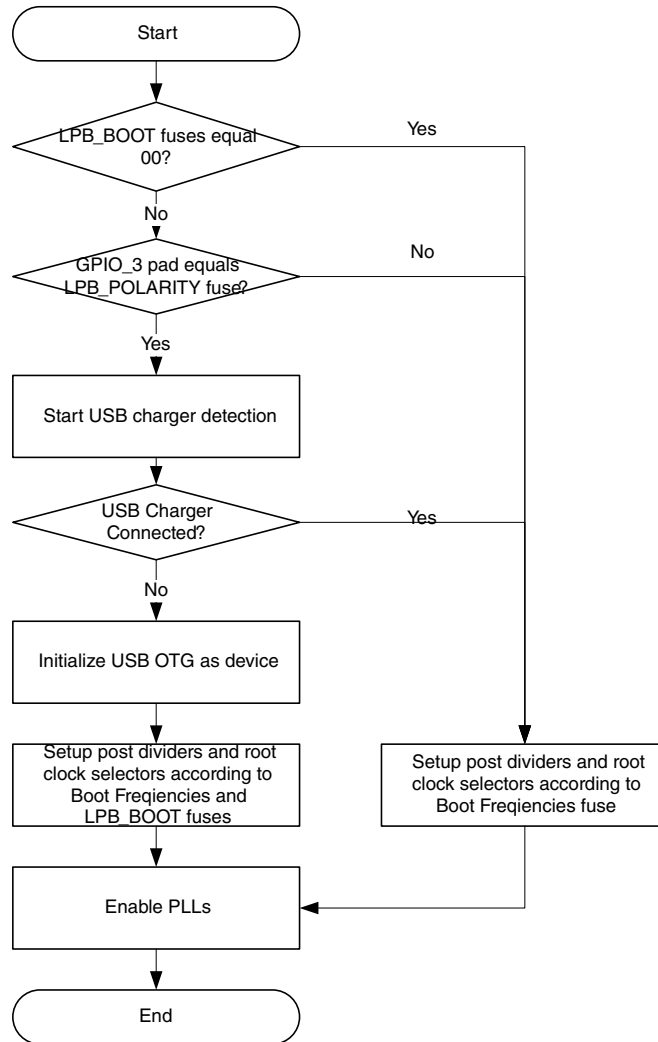 Start
LPB_BOOT fuses equal
00?
Yes
No
GPIO_3 pad equals
LPB_POLARITY fuse?
No
Yes
Start USB charger detection
USB Charger
Connected?
Yes
No
Initialize USB OTG as device
Setup post dividers and root
clock selectors according to
Boot Freqiencies and
LPB_BOOT fuses
Setup post dividers and root
clock selectors according to
Boot Freqiencies fuse
Enable PLLs
End